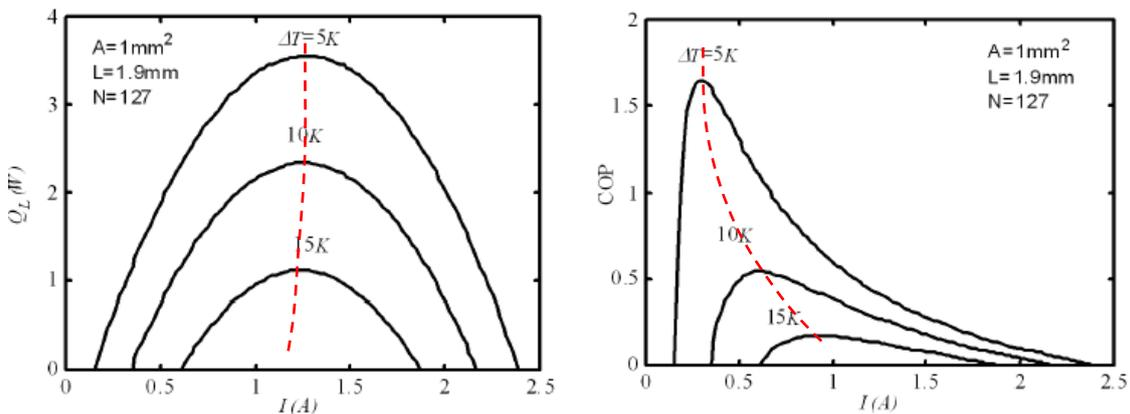 4
3
2
1
0
Q_L (W)
A=1mm²
L=1.9mm
N=127
ΔT=5K
10K
15K
0
0.5
1
1.5
2
2.5
I (A)
2
1.5
1
0.5
0
COP
ΔT=5K
10K
15K
A=1mm²
L=1.9mm
N=127
0
0.5
1
1.5
2
2.5
I (A)